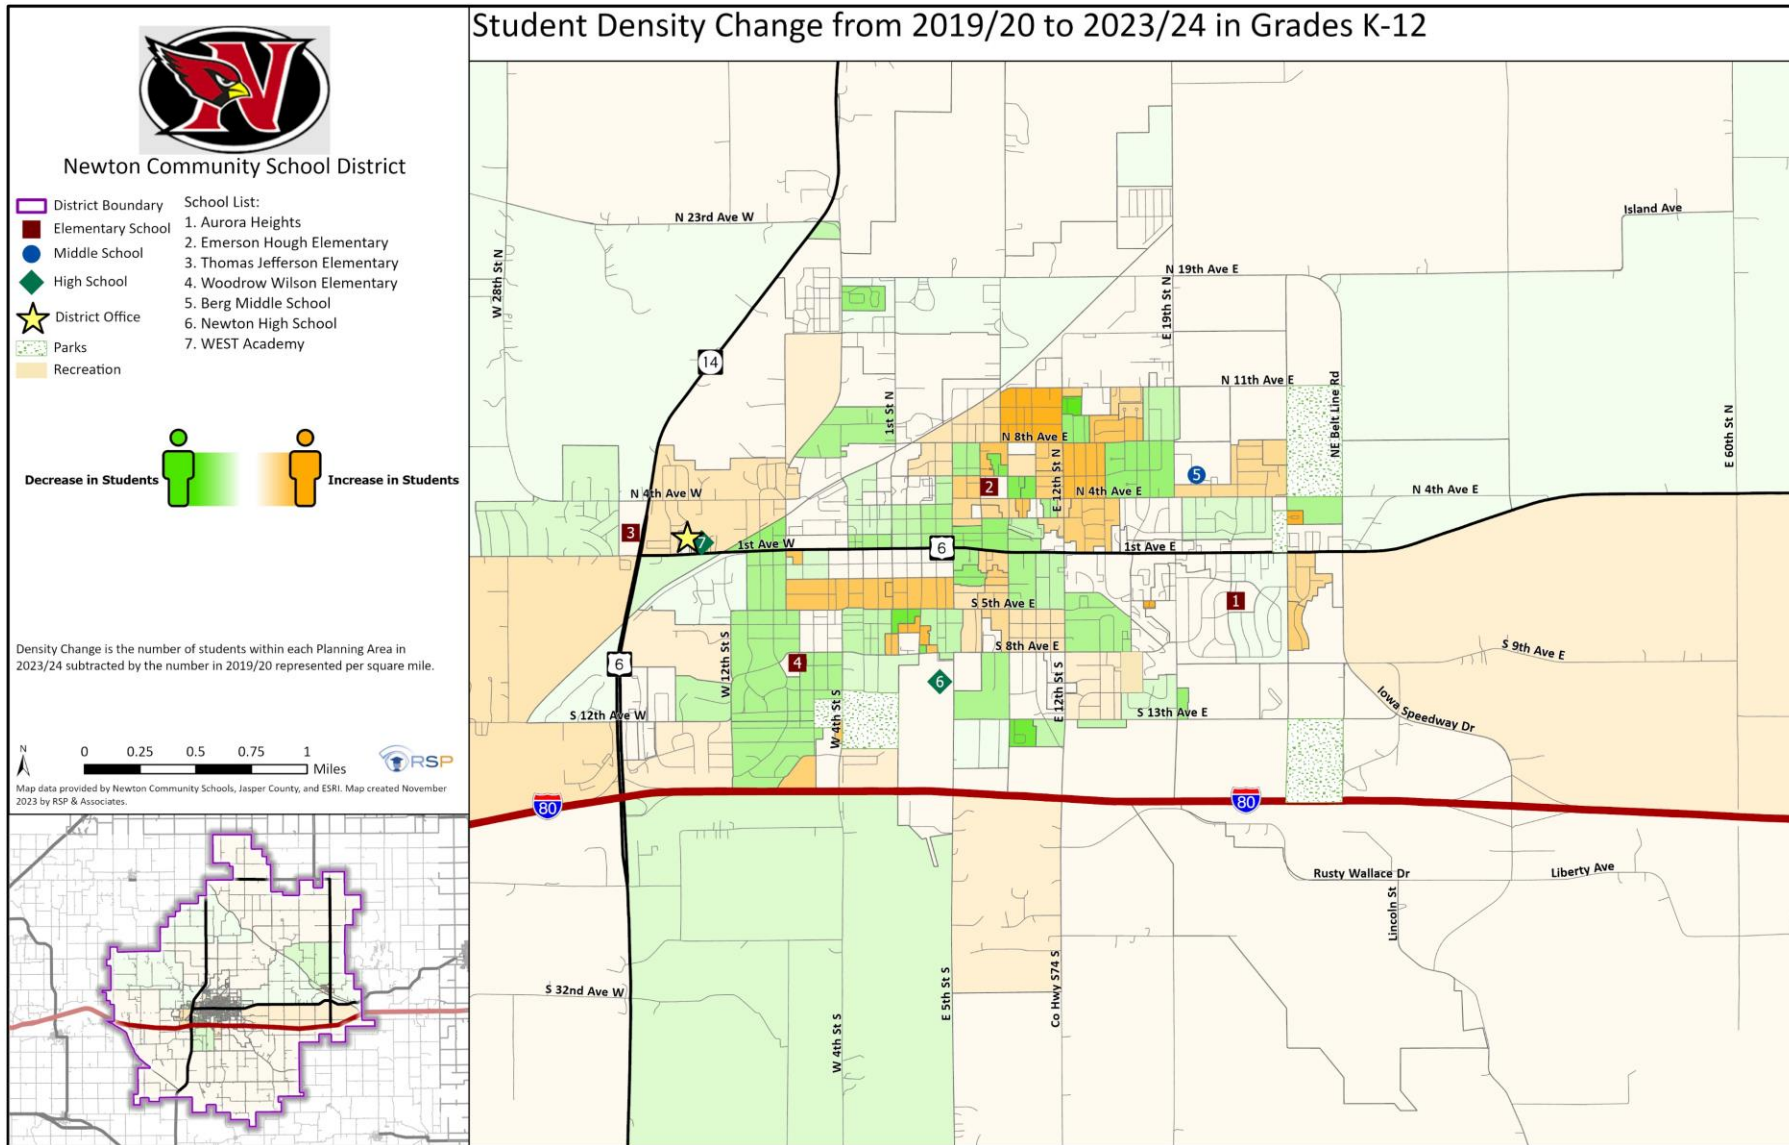 Student Density Change from 2019/20 to 2023/24 in Grades K-12
N
Newton Community School District
District Boundary
Elementary School
Middle School
High School
District Office
Parks
Recreation
School List:
1. Aurora Heights
2. Emerson Hough Elementary
3. Thomas Jefferson Elementary
4. Woodrow Wilson Elementary
5. Berg Middle School
6. Newton High School
7. WEST Academy
Decrease in Students
Increase in Students
Density Change is the number of students within each Planning Area in
2023/24 subtracted by the number in 2019/20 represented per square mile.
N
0 0.25 0.5 0.75 1
Miles
RSP
Map data provided by Newton Community Schools, Jasper County, and ESRI. Map created November
2023 by RSP & Associates.
N 23rd Ave W
Island Ave
W 28th St N
N 19th Ave E
E 19th St N
14
N 11th Ave E
NE Belt Line Rd
1st St N
E 60th St N
N 8th Ave E
E 12th St N
5
2
N 4th Ave W
N 4th Ave E
N 4th Ave E
3
7
1st Ave W
6
1st Ave E
1
S 5th Ave E
S 8th Ave E
S 9th Ave E
6
W 12th St S
4
6
E 12th St S
W 4th St S
S 12th Ave W
S 13th Ave E
Iowa Speedway Dr
80
80
Rusty Wallace Dr
Liberty Ave
Lincoln St
S 32nd Ave W
E 5th St S
Co Hwy S74 S
W 4th St S